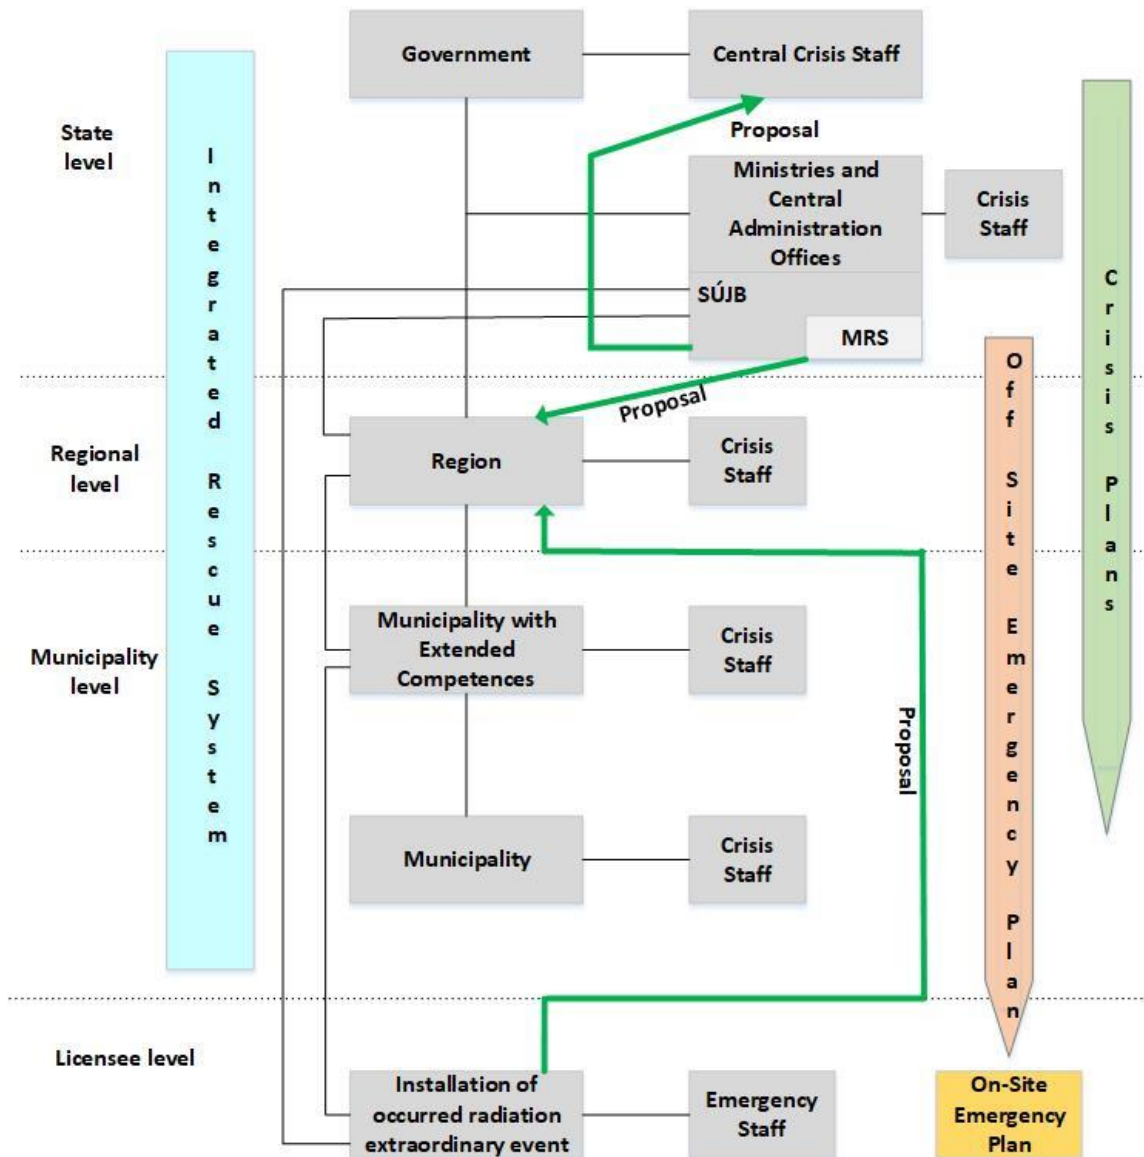 Government
Central Crisis Staff
State
level
Proposal
Ministries and
Central
Administration
Offices
Crisis
Staff
SÚJB
MRS
Proposal
Regional
level
Region
Crisis
Staff
Municipality
level
Municipality with
Extended
Competences
Crisis
Staff
Proposal
Municipality
Crisis
Staff
Licensee level
Installation of
occurred radiation
extraordinary event
Emergency
Staff
On-Site
Emergency
Plan
Integrated Rescue System
Off Site Emergency Plan
Crisis Plans